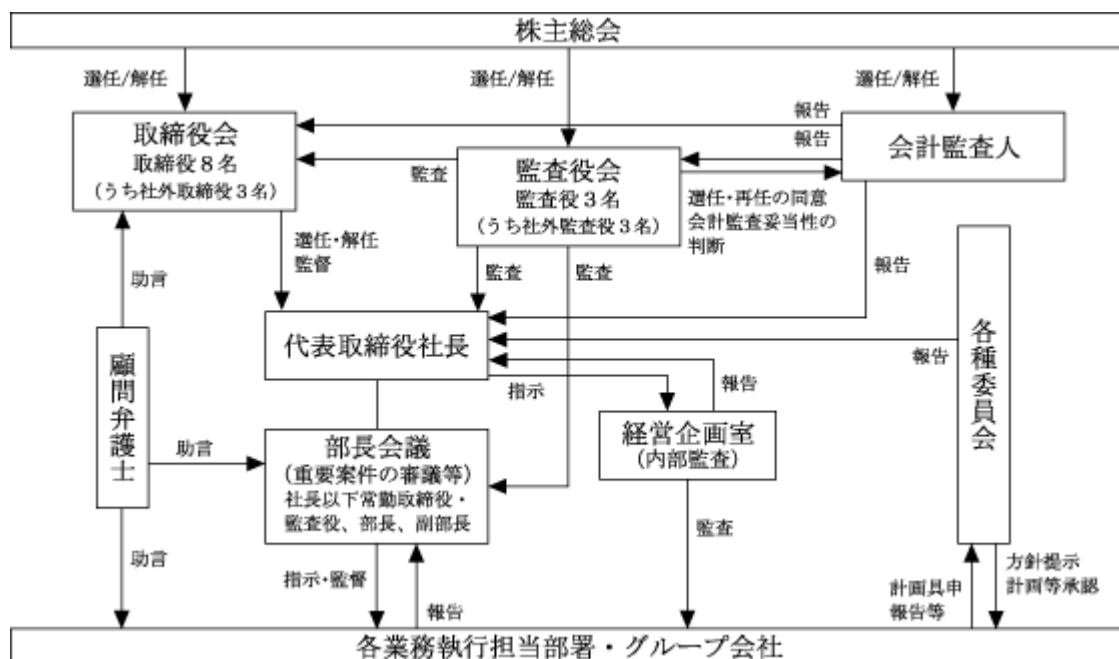 株主総会
選任/解任
選任/解任
選任/解任
取締役会
取締役8名
(うち社外取締役3名)
報告
報告
会計監査人
監査
監査役会
監査役3名
(うち社外監査役3名)
選任・再任の同意
会計監査妥当性の
判断
選任・解任
監督
助言
監査
監査
報告
代表取締役社長
報告
各種委員会
顧問弁護士
指示
報告
助言
部長会議
(重要案件の審議等)
社長以下常勤取締役・
監査役、部長、副部長
経営企画室
(内部監査)
助言
監査
指示・監督
報告
計画具申
報告等
方針提示
計画等承認
各業務執行担当部署・グループ会社